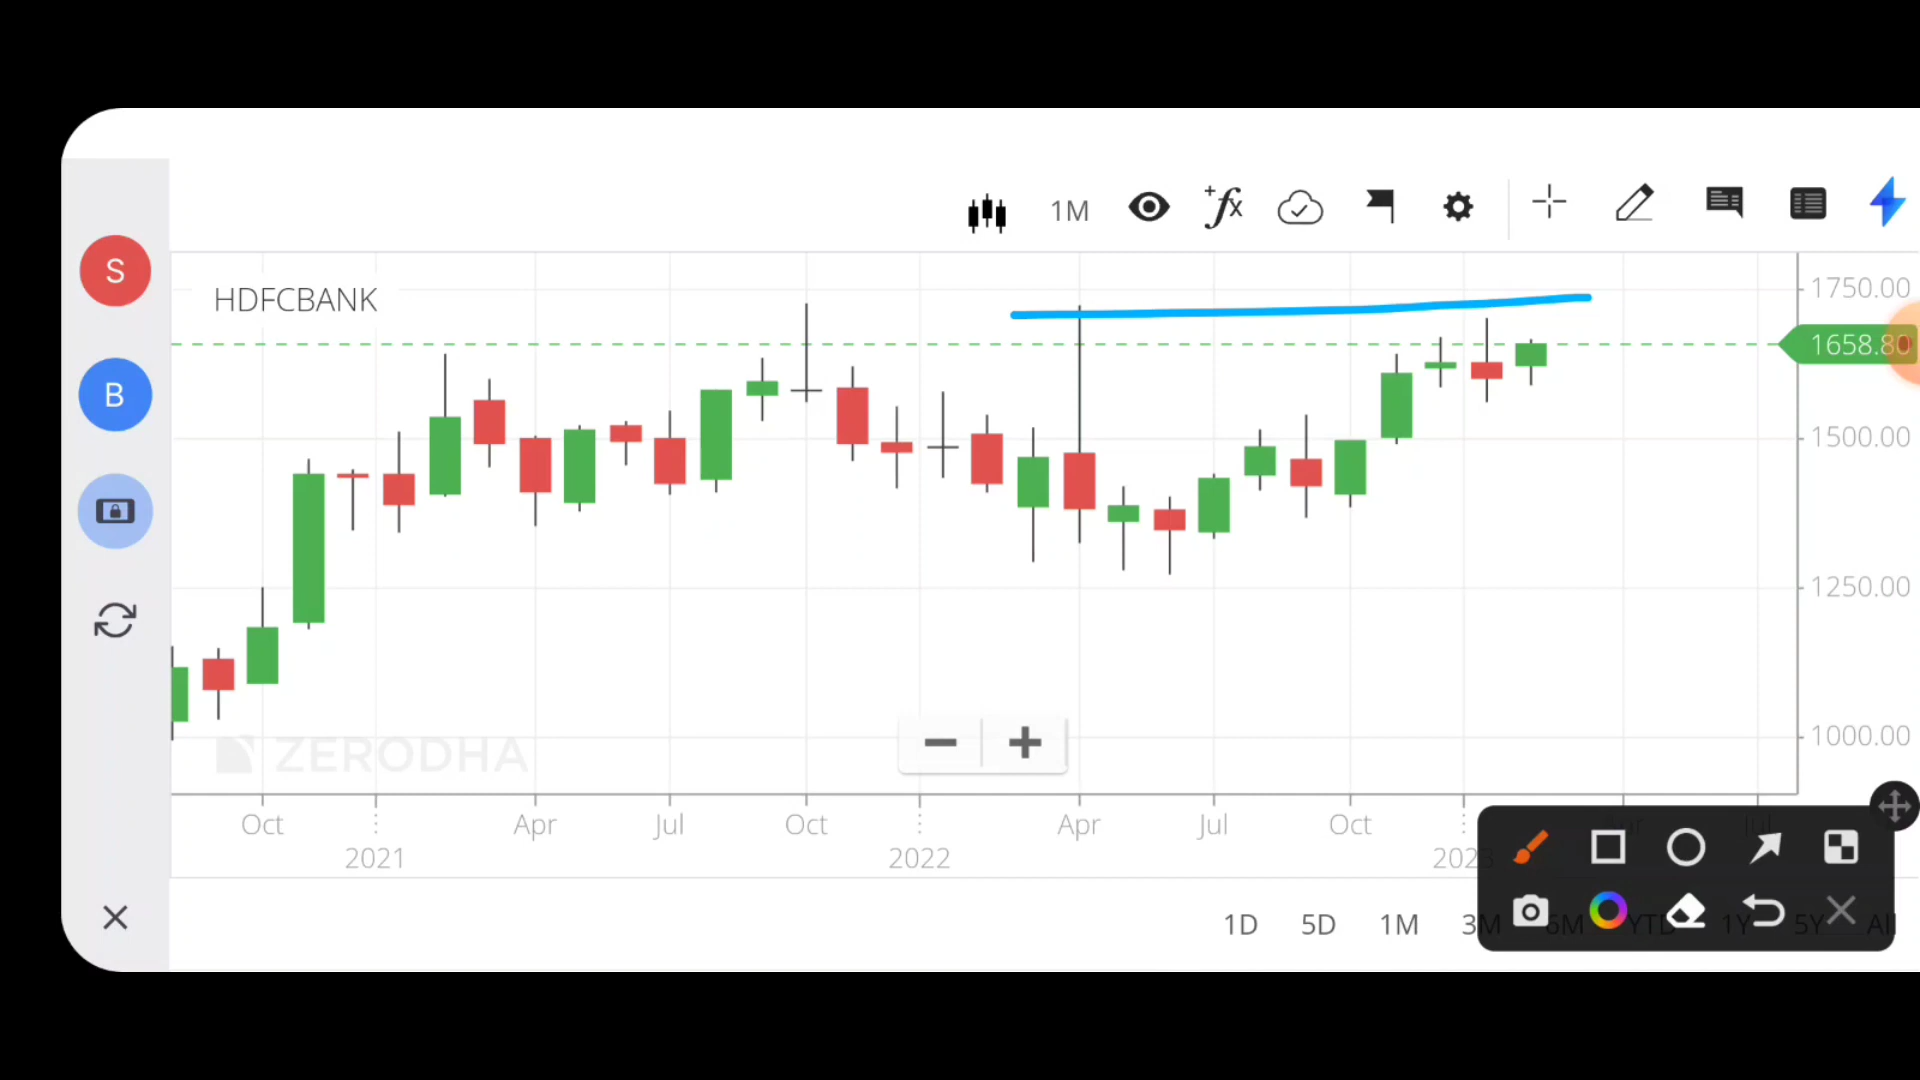 1M
S
HDFCBANK
1750.00
1658.80
B
1500.00
1250.00
ZERODHA
1000.00
Oct Apr Jul Oct Apr Jul Oct
2021 2022
1D 5D 1M 3M 6M YTD 1Y 5Y All